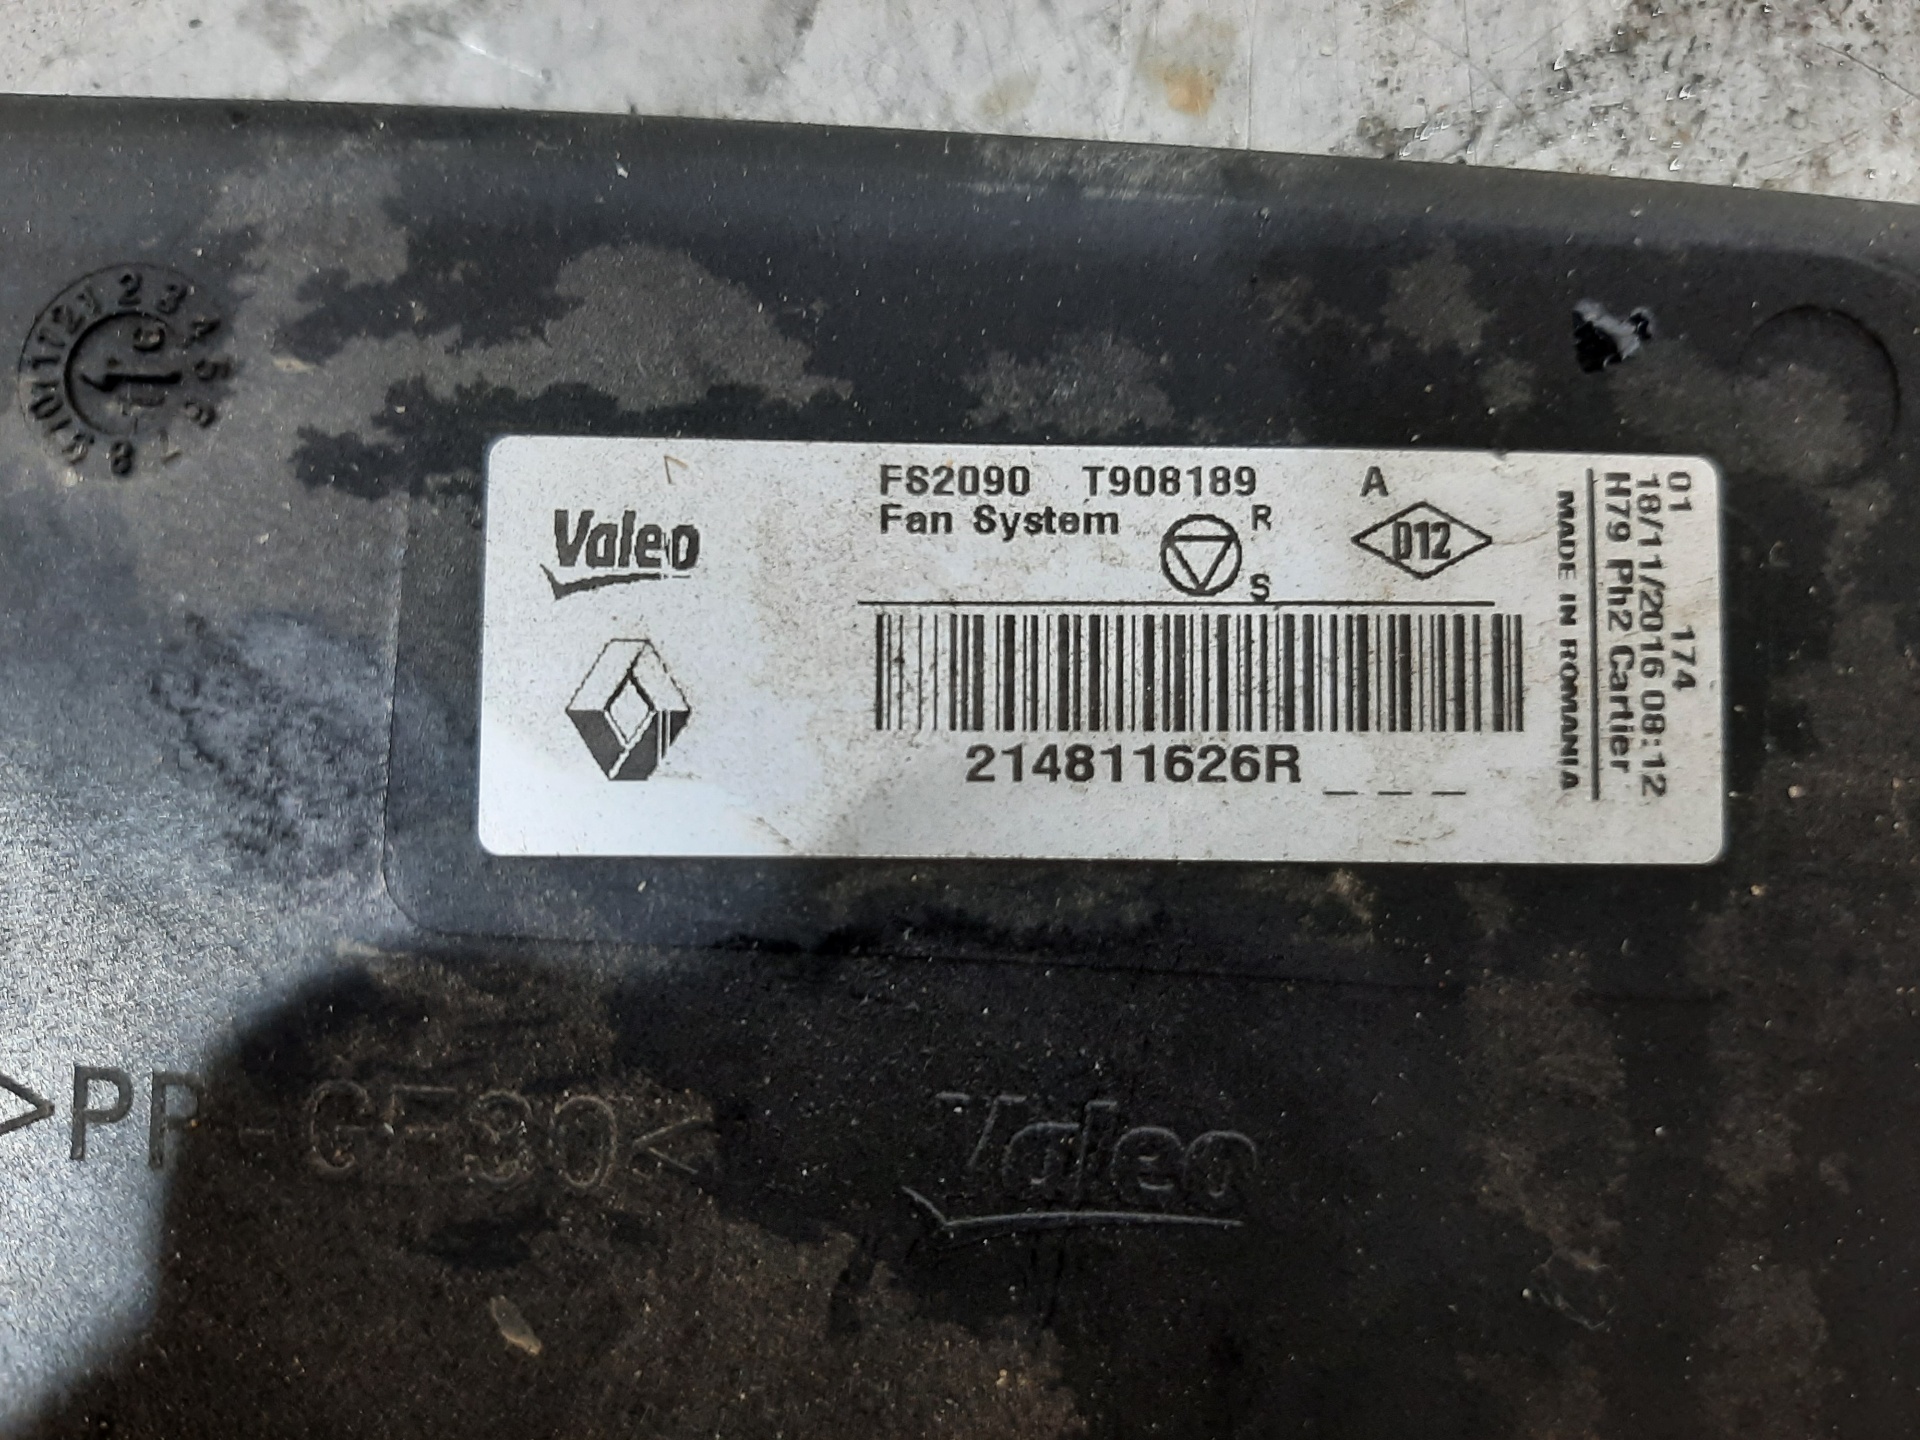 FS2090 T908189 A
Fan System R
S
D12
Valeo
214811626R _ _ _
01 174
18/11/2016 08:12
H79 Ph2 Cartier
MADE IN ROMANIA
>PP-GF30<
Valeo